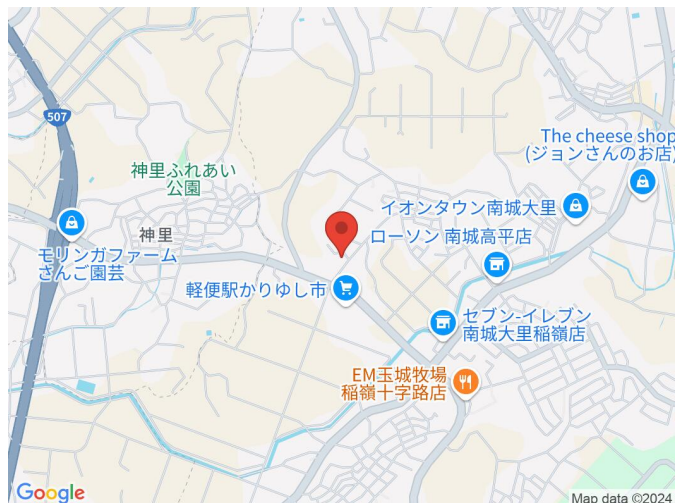 507
The cheese shop
(ジョンさんのお店)
神里ふれあい
公園
イオンタウン南城大里
神里
ローソン 南城高平店
モリンガファーム
さんご園芸
軽便駅かりゆし市
セブン-イレブン
南城大里稲嶺店
EM玉城牧場
稲嶺十字路店
Google
Map data ©2024